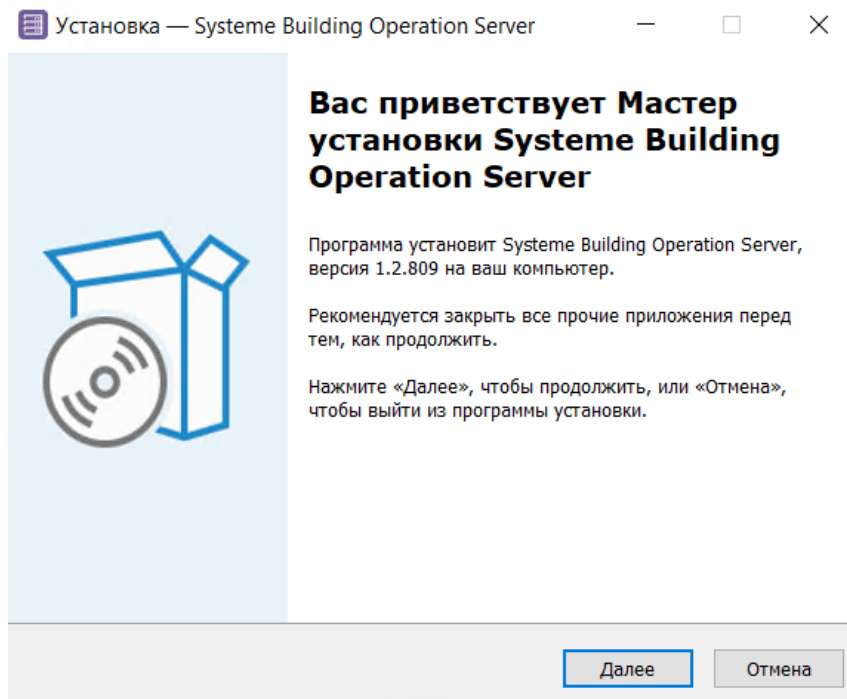 Установка — Systeme Building Operation Server
Вас приветствует Мастер
установки Systeme Building
Operation Server
Программа установит Systeme Building Operation Server,
версия 1.2.809 на ваш компьютер.
Рекомендуется закрыть все прочие приложения перед
тем, как продолжить.
Нажмите «Далее», чтобы продолжить, или «Отмена»,
чтобы выйти из программы установки.
Далее
Отмена